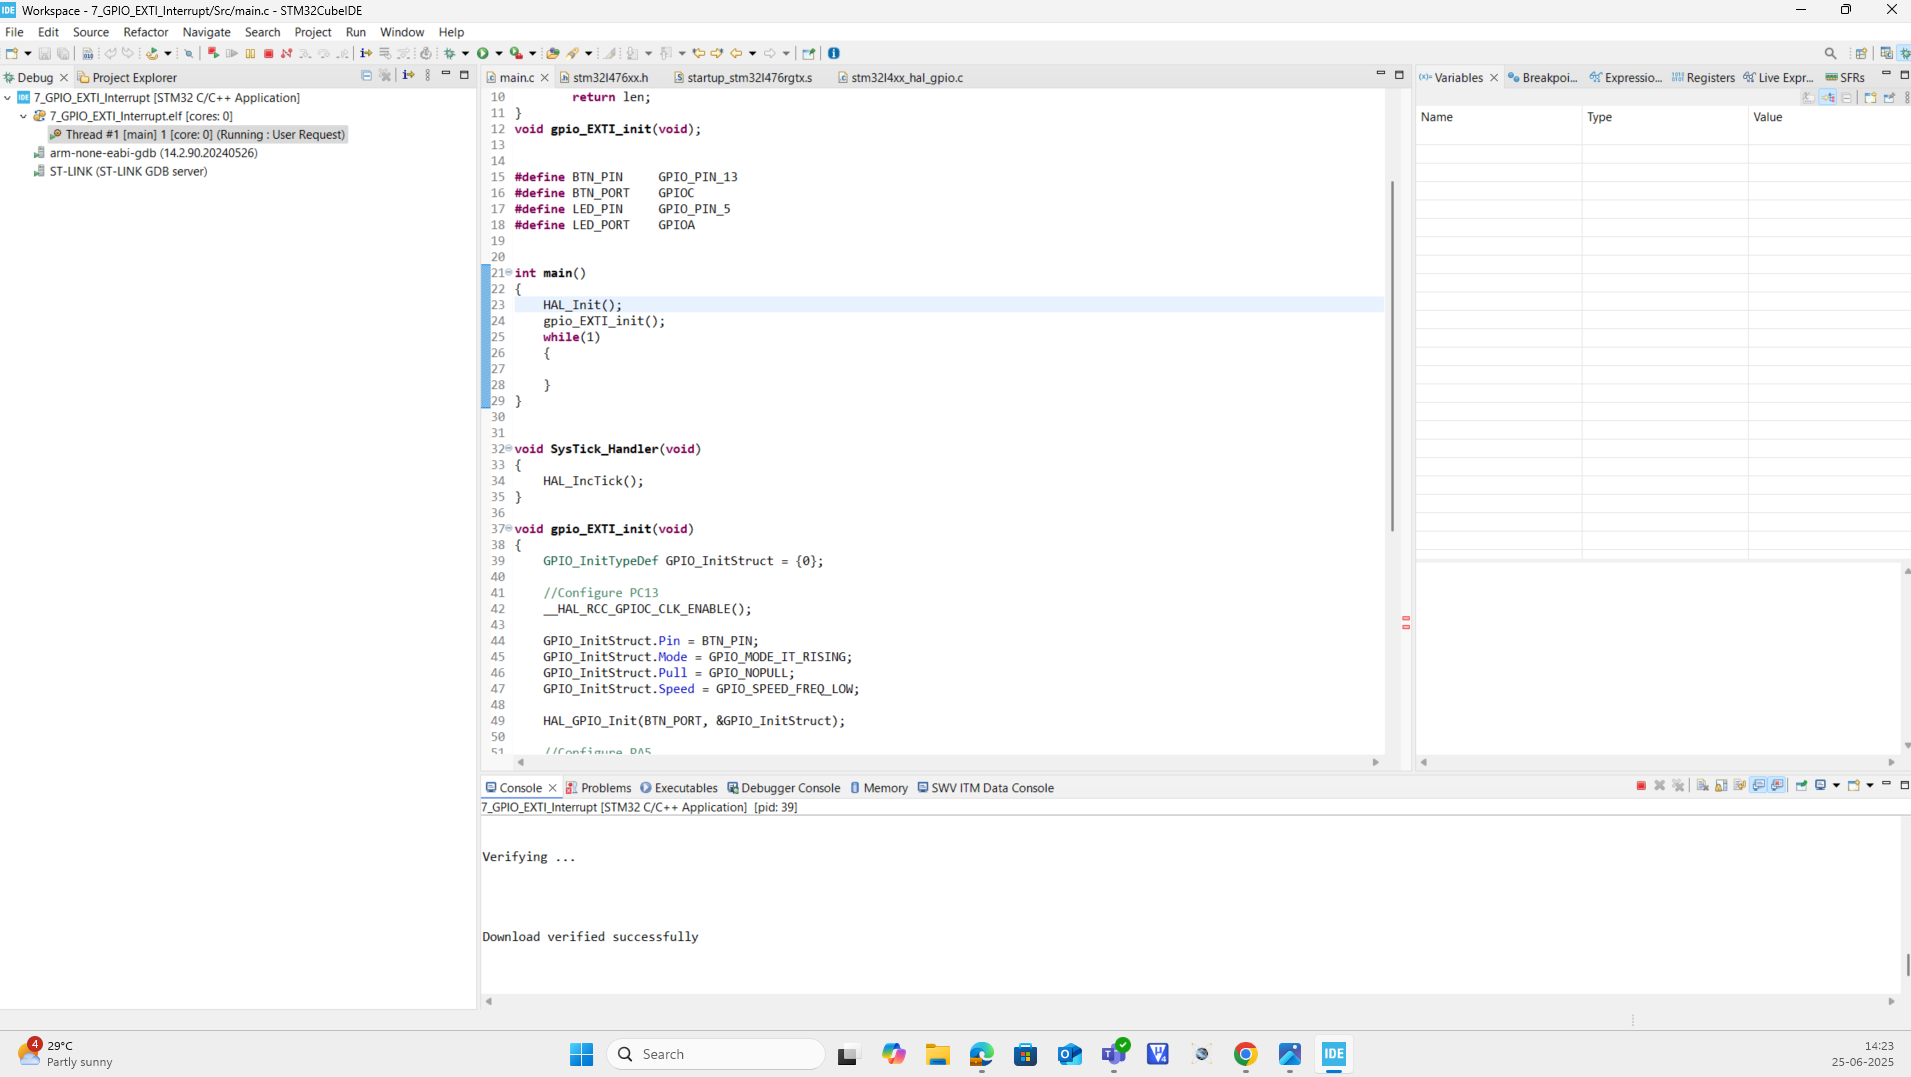 IDE Workspace - 7_GPIO_EXTI_Interrupt/Src/main.c - STM32CubeIDE
File Edit Source Refactor Navigate Search Project Run Window Help
Debug Project Explorer
7_GPIO_EXTI_Interrupt [STM32 C/C++ Application]
7_GPIO_EXTI_Interrupt.elf [cores: 0]
Thread #1 [main] 1 [core: 0] (Running : User Request)
arm-none-eabi-gdb (14.2.90.20240526)
ST-LINK (ST-LINK GDB server)
main.c stm32l476xx.h startup_stm32l476rgtx.s stm32l4xx_hal_gpio.c
10 return len;
11 }
12 void gpio_EXTI_init(void);
13
14
15 #define BTN_PIN GPIO_PIN_13
16 #define BTN_PORT GPIOC
17 #define LED_PIN GPIO_PIN_5
18 #define LED_PORT GPIOA
19
20
21 int main()
22 {
23 HAL_Init();
24 gpio_EXTI_init();
25 while(1)
26 {
27
28 }
29 }
30
31
32 void SysTick_Handler(void)
33 {
34 HAL_IncTick();
35 }
36
37 void gpio_EXTI_init(void)
38 {
39 GPIO_InitTypeDef GPIO_InitStruct = {0};
40
41 //Configure PC13
42 __HAL_RCC_GPIOC_CLK_ENABLE();
43
44 GPIO_InitStruct.Pin = BTN_PIN;
45 GPIO_InitStruct.Mode = GPIO_MODE_IT_RISING;
46 GPIO_InitStruct.Pull = GPIO_NOPULL;
47 GPIO_InitStruct.Speed = GPIO_SPEED_FREQ_LOW;
48
49 HAL_GPIO_Init(BTN_PORT, &GPIO_InitStruct);
50
51 //Configure PA5
Variables Breakpoi... Expressio... Registers Live Expr... SFRs
Name Type Value
Console Problems Executables Debugger Console Memory SWV ITM Data Console
7_GPIO_EXTI_Interrupt [STM32 C/C++ Application] [pid: 39]
Verifying ...
Download verified successfully
4
29°C
Partly sunny
Search
IDE
14:23
25-06-2025